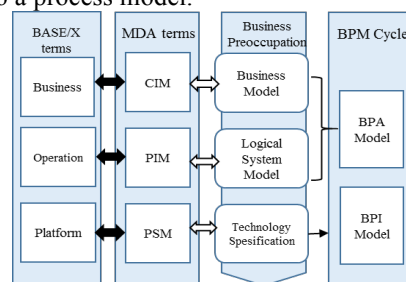 o a process model.
BASE/X
terms
MDA terms
Business
Preoccupation
BPM Cycle
Business
CIM
Business
Model
BPA
Model
Operation
PIM
Logical
System
Model
Platform
PSM
Technology
Spesification
BPI
Model